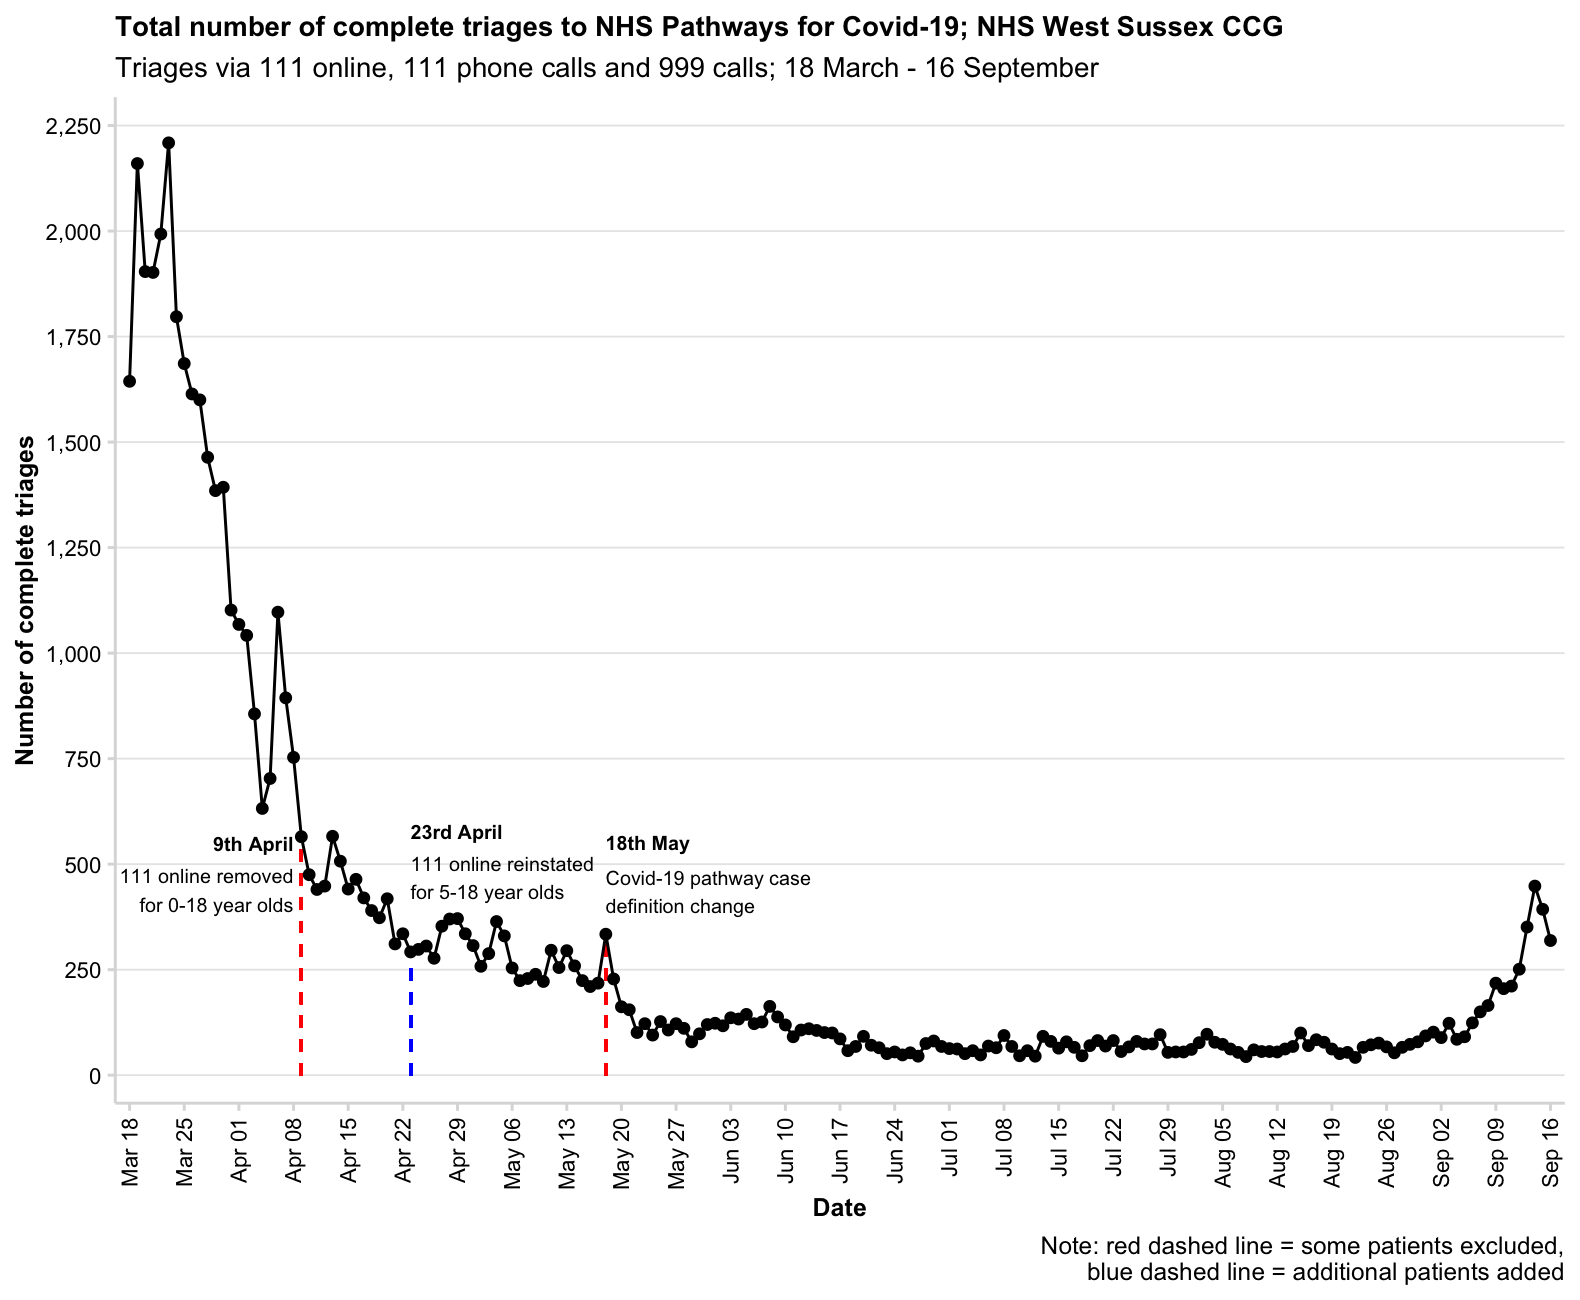 Total number of complete triages to NHS Pathways for Covid-19; NHS West Sussex CCG
Triages via 111 online, 111 phone calls and 999 calls; 18 March - 16 September
Number of complete triages
2,250
2,000
1,750
1,500
1,250
1,000
750
500
250
0
9th April
111 online removed
for 0-18 year olds
23rd April
111 online reinstated
for 5-18 year olds
18th May
Covid-19 pathway case
definition change
Mar 18
Mar 25
Apr 01
Apr 08
Apr 15
Apr 22
Apr 29
May 06
May 13
May 20
May 27
Jun 03
Jun 10
Jun 17
Jun 24
Jul 01
Jul 08
Jul 15
Jul 22
Jul 29
Aug 05
Aug 12
Aug 19
Aug 26
Sep 02
Sep 09
Sep 16
Date
Note: red dashed line = some patients excluded,
blue dashed line = additional patients added